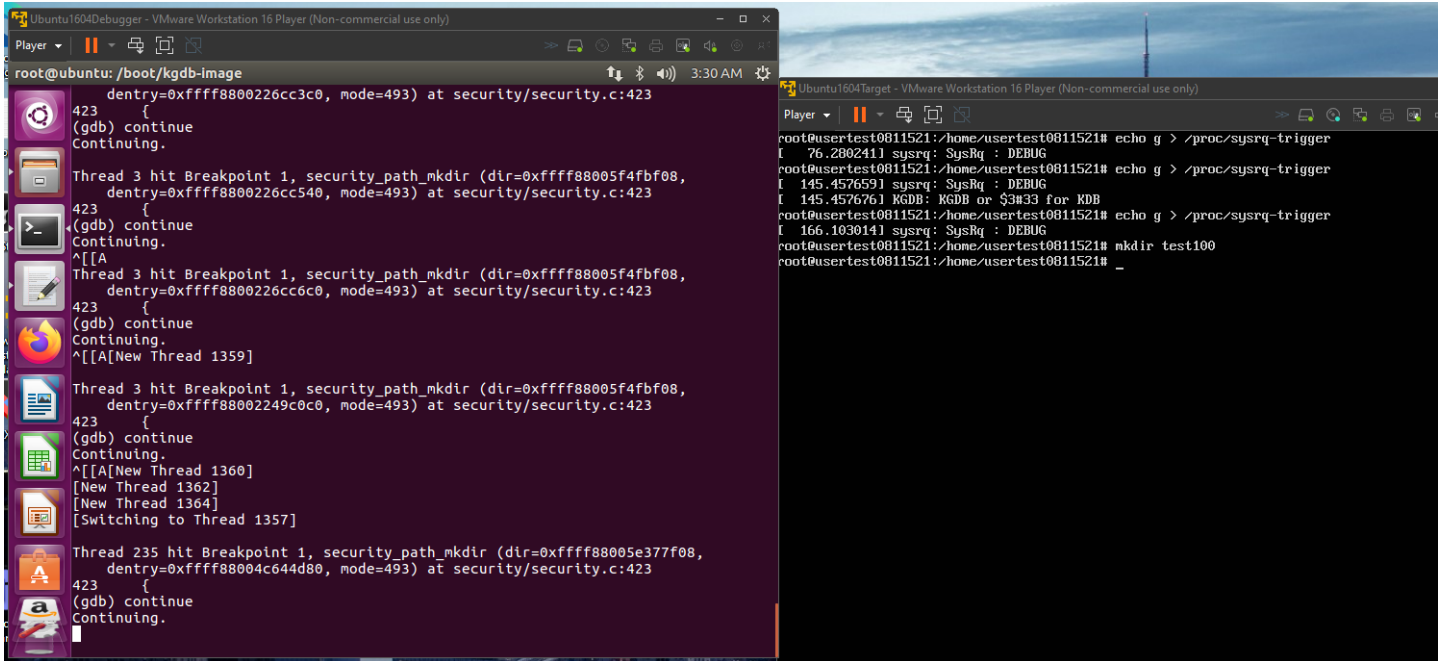 Ubuntu1604Debugger - VMware Workstation 16 Player (Non-commercial use only)
Player
root@ubuntu: /boot/kgdb-image
3:30 AM
dentry=0xffff8800226cc3c0, mode=493) at security/security.c:423
423 {
(gdb) continue
Continuing.
Thread 3 hit Breakpoint 1, security_path_mkdir (dir=0xffff88005f4fbf08,
dentry=0xffff8800226cc540, mode=493) at security/security.c:423
423 {
(gdb) continue
Continuing.
^[[A
Thread 3 hit Breakpoint 1, security_path_mkdir (dir=0xffff88005f4fbf08,
dentry=0xffff8800226cc6c0, mode=493) at security/security.c:423
423 {
(gdb) continue
Continuing.
^[[A[New Thread 1359]
Thread 3 hit Breakpoint 1, security_path_mkdir (dir=0xffff88005f4fbf08,
dentry=0xffff88002249c0c0, mode=493) at security/security.c:423
423 {
(gdb) continue
Continuing.
^[[A[New Thread 1360]
[New Thread 1362]
[New Thread 1364]
[Switching to Thread 1357]
Thread 235 hit Breakpoint 1, security_path_mkdir (dir=0xffff88005e377f08,
dentry=0xffff88004c644d80, mode=493) at security/security.c:423
423 {
(gdb) continue
Continuing.
Ubuntu1604Target - VMware Workstation 16 Player (Non-commercial use only)
Player
root@usertest0811521:/home/usertest0811521# echo g > /proc/sysrq-trigger
[ 76.280241] sysrq: SysRq : DEBUG
root@usertest0811521:/home/usertest0811521# echo g > /proc/sysrq-trigger
[ 145.457659] sysrq: SysRq : DEBUG
[ 145.457676] KGDB: KGDB or $3#33 for KDB
root@usertest0811521:/home/usertest0811521# echo g > /proc/sysrq-trigger
[ 166.103014] sysrq: SysRq : DEBUG
root@usertest0811521:/home/usertest0811521# mkdir test100
root@usertest0811521:/home/usertest0811521# _